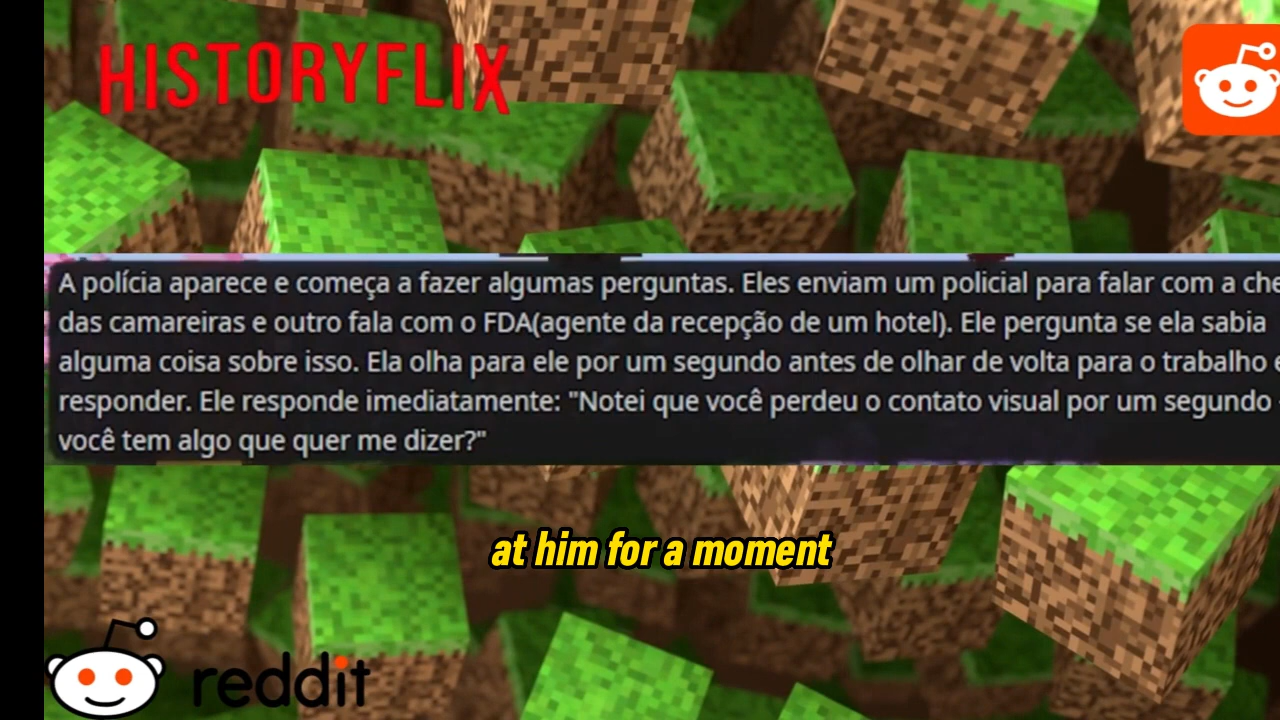 HISTORYFLIX
A polícia aparece e começa a fazer algumas perguntas. Eles enviam um policial para falar com a
das camareiras e outro fala com o FDA(agente da recepção de um hotel). Ele pergunta se ela sabia
alguma coisa sobre isso. Ela olha para ele por um segundo antes de olhar de volta para o trabalho
responder. Ele responde imediatamente: "Notei que você perdeu o contato visual por um segundo
você tem algo que quer me dizer?"
at him for a moment
reddit